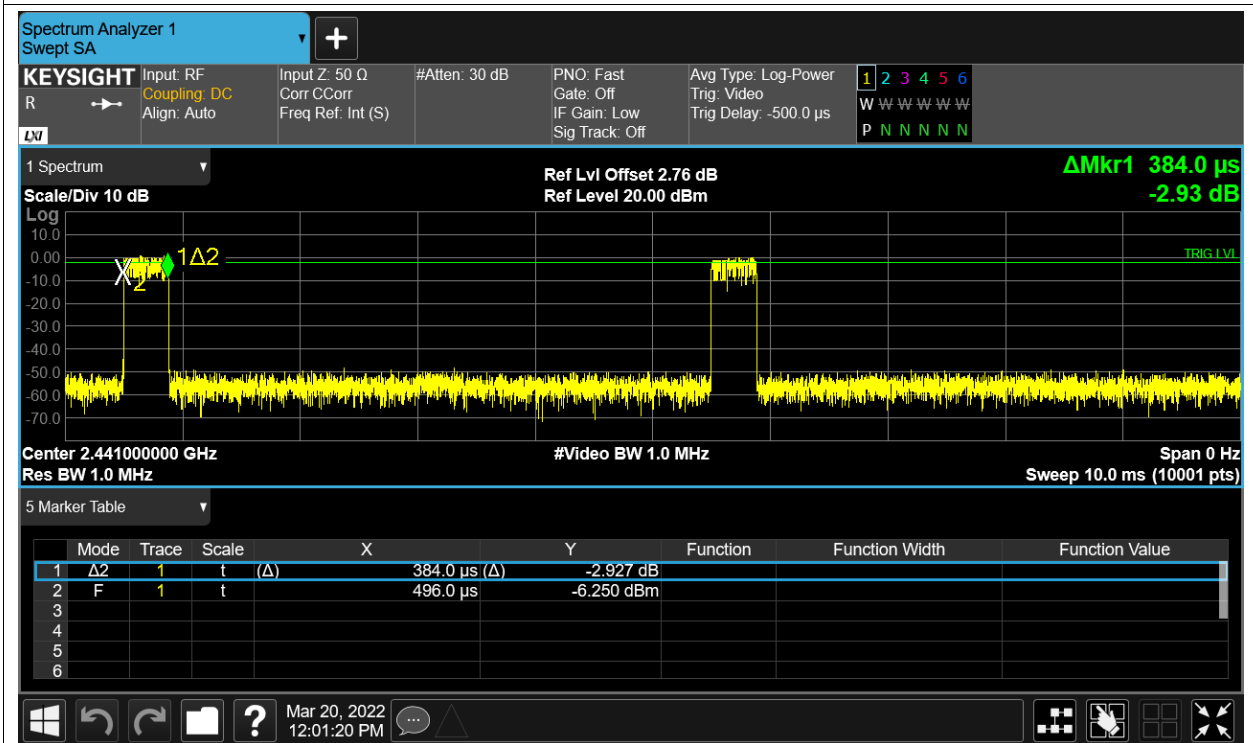 Spectrum Analyzer 1
Swept SA
+
KEYSIGHT Input: RF Input Z: 50 Ω #Atten: 30 dB PNO: Fast Avg Type: Log-Power 1 2 3 4 5 6
R Coupling: DC Corr CCorr Gate: Off Trig: Video W W W W W W
Align: Auto Freq Ref: Int (S) IF Gain: Low Trig Delay: -500.0 µs
LXI Sig Track: Off P N N N N N
1 Spectrum Ref Lvl Offset 2.76 dB ΔMkr1 384.0 µs
Scale/Div 10 dB Ref Level 20.00 dBm -2.93 dB
Log
10.0
0.00 1Δ2 TRIG LVL
-10.0 X 2
-20.0
-30.0
-40.0
-50.0
-60.0
-70.0
Center 2.441000000 GHz #Video BW 1.0 MHz Span 0 Hz
Res BW 1.0 MHz Sweep 10.0 ms (10001 pts)
5 Marker Table
Mode Trace Scale X Y Function Function Width Function Value
1 Δ2 1 t (Δ) 384.0 µs (Δ) -2.927 dB
2 F 1 t 496.0 µs -6.250 dBm
3
4
5
6
? Mar 20, 2022
12:01:20 PM